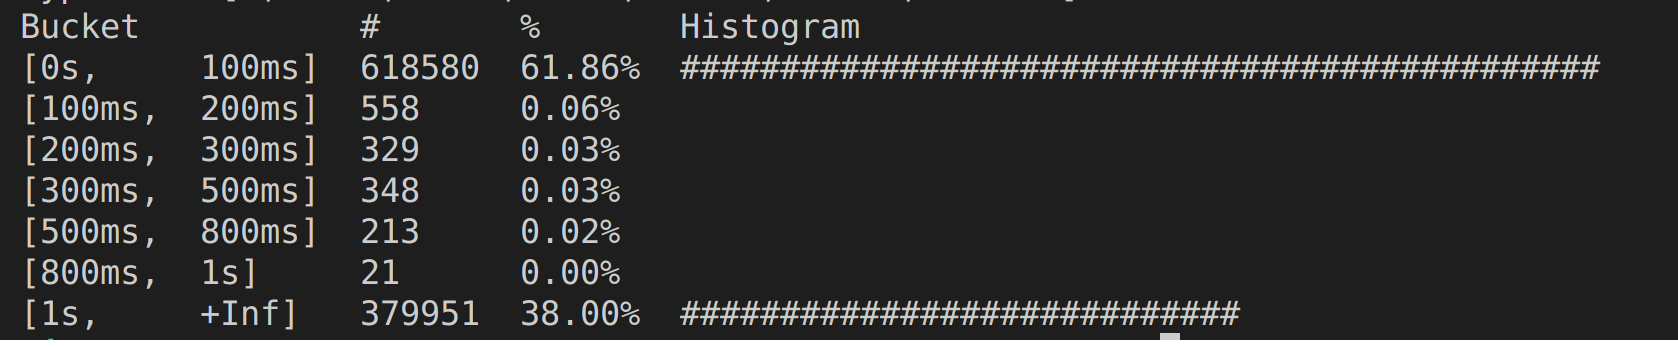 Bucket # % Histogram
[0s, 100ms] 618580 61.86% ##############################################
[100ms, 200ms] 558 0.06%
[200ms, 300ms] 329 0.03%
[300ms, 500ms] 348 0.03%
[500ms, 800ms] 213 0.02%
[800ms, 1s] 21 0.00%
[1s, +Inf] 379951 38.00% ############################